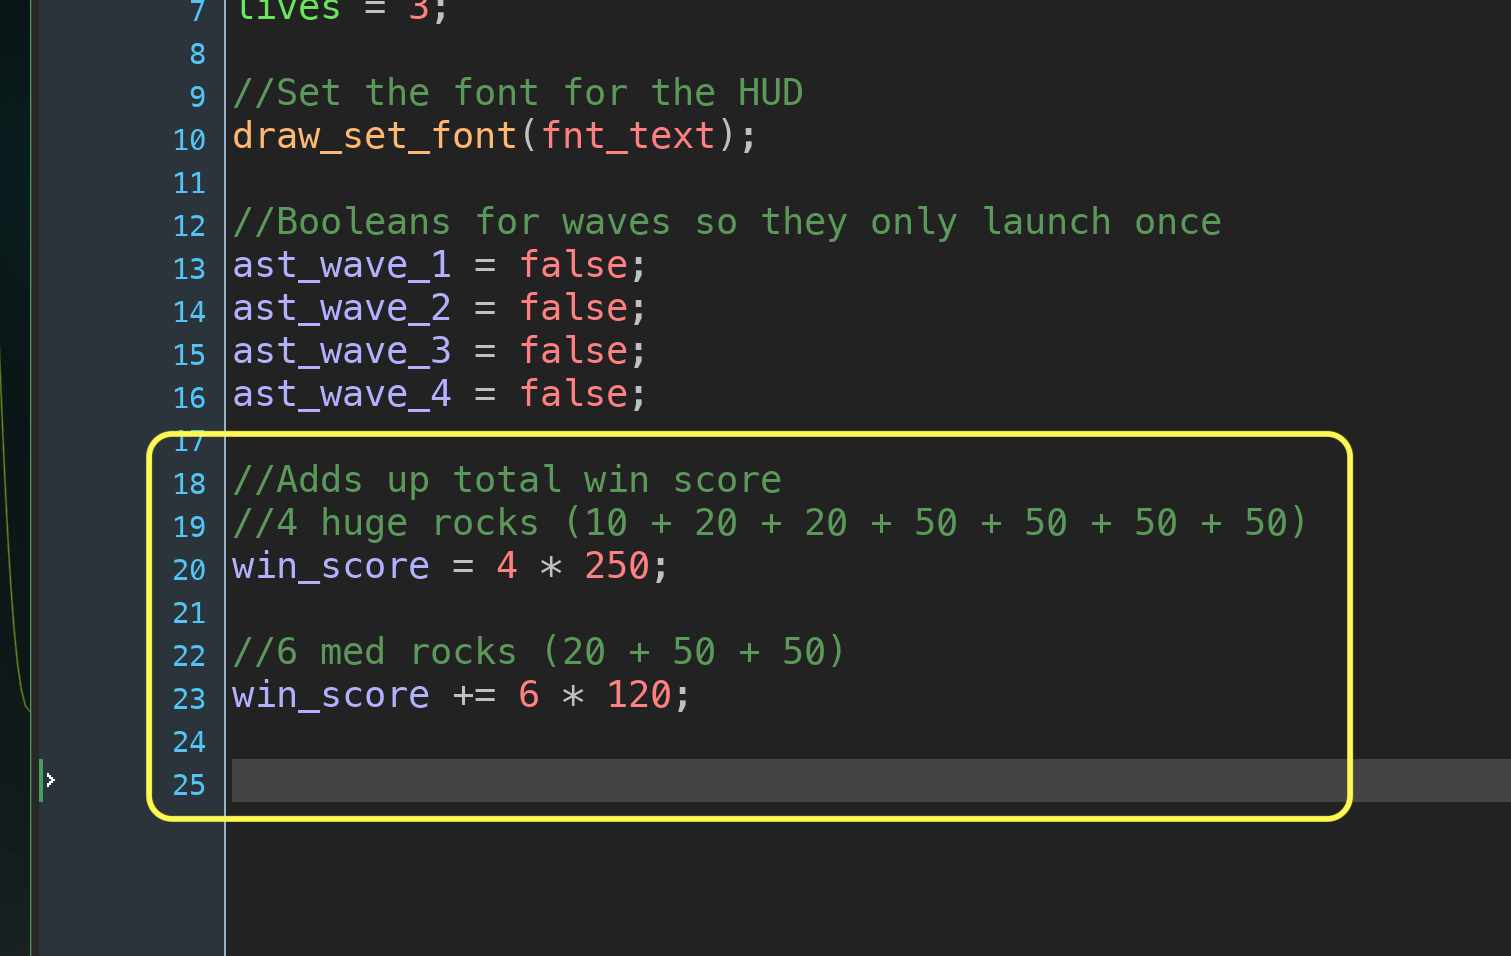 7 lives = 3;
8
9 //Set the font for the HUD
10 draw_set_font(fnt_text);
11
12 //Booleans for waves so they only launch once
13 ast_wave_1 = false;
14 ast_wave_2 = false;
15 ast_wave_3 = false;
16 ast_wave_4 = false;
17
18 //Adds up total win score
19 //4 huge rocks (10 + 20 + 20 + 50 + 50 + 50 + 50)
20 win_score = 4 * 250;
21
22 //6 med rocks (20 + 50 + 50)
23 win_score += 6 * 120;
24
25